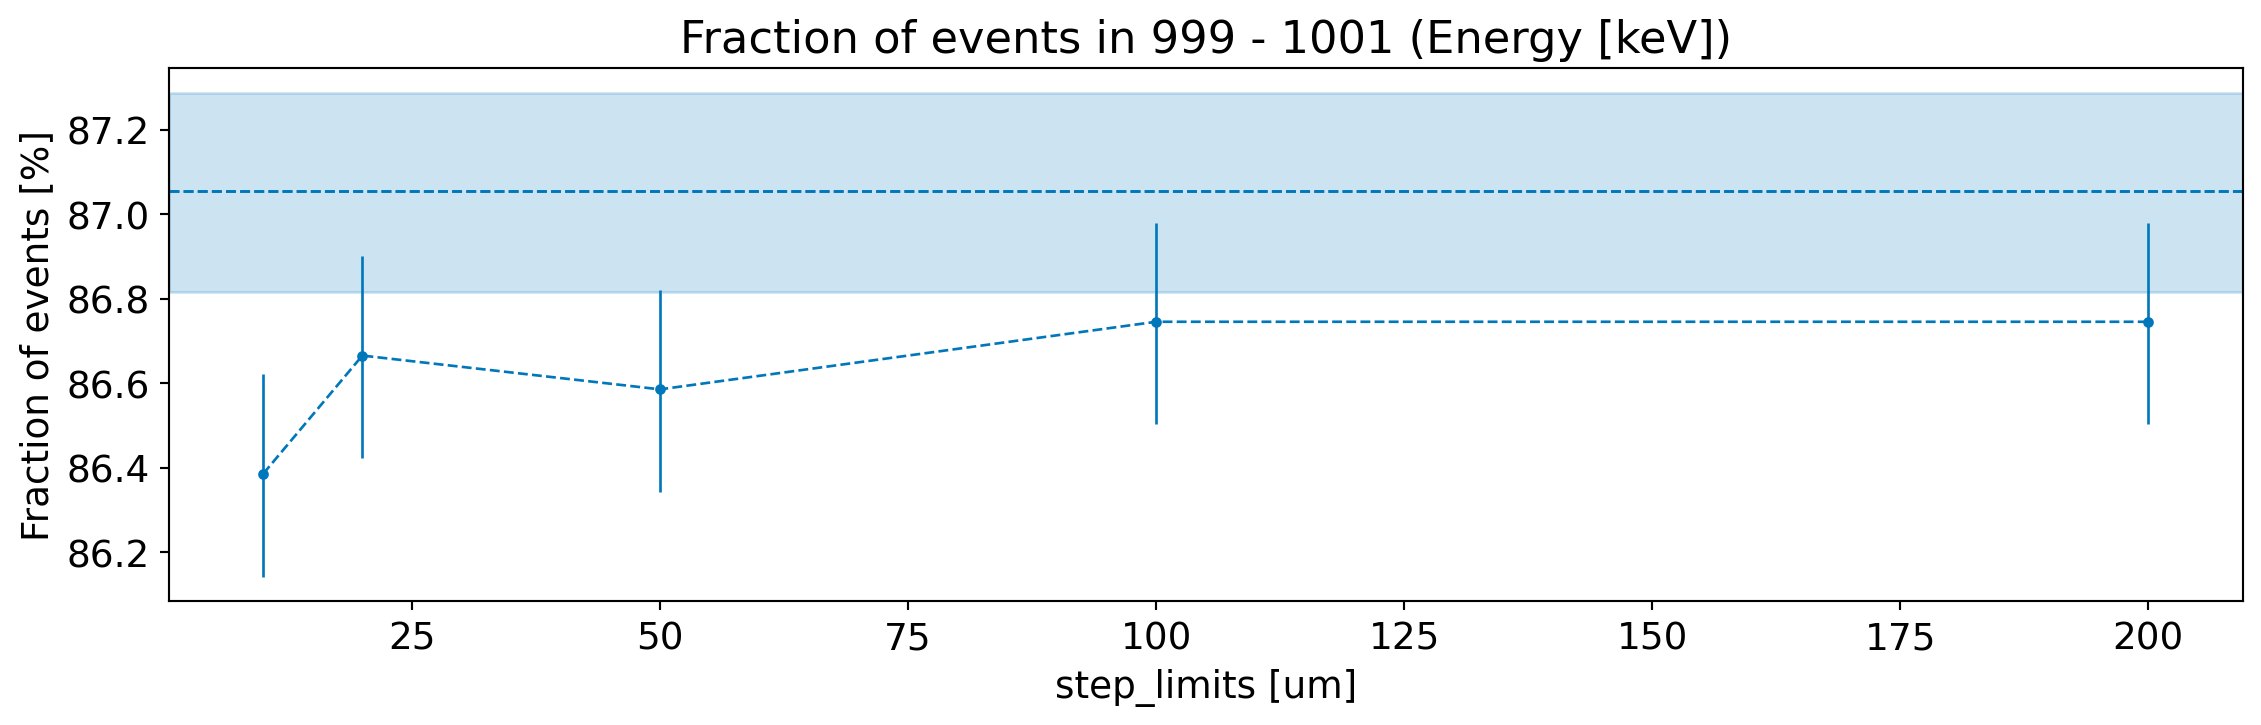 Fraction of events in 999 - 1001 (Energy [keV])
Fraction of events [%]
87.2
87.0
86.8
86.6
86.4
86.2
25 50 75 100 125 150 175 200
step_limits [um]